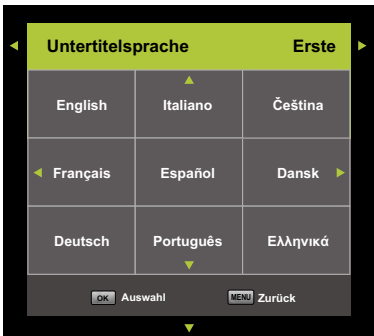 Untertitelsprache Erste
English Italiano Čeština
Français Español Dansk
Deutsch Português Ελληνικά
OK Auswahl MENU Zurück